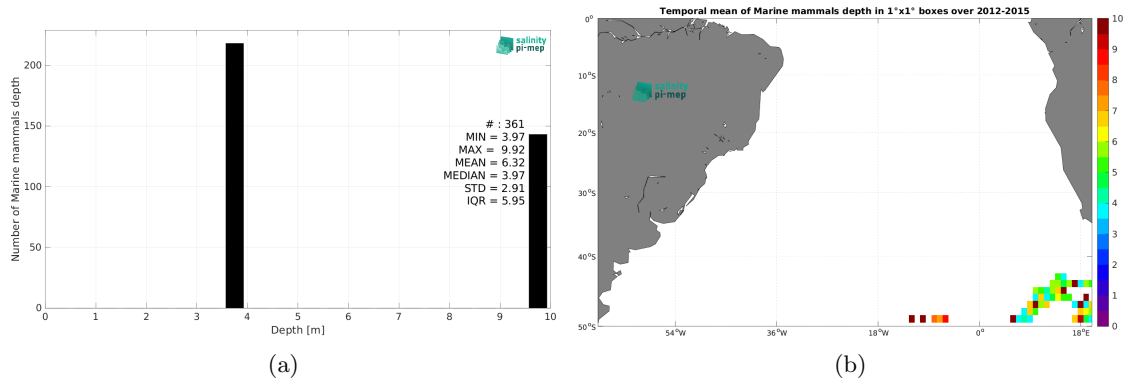 Number of Marine mammals depth
200
150
100
50
0
0 1 2 3 4 5 6 7 8 9 10
Depth [m]
salinity
pi-mep
# : 361
MIN = 3.97
MAX = 9.92
MEAN = 6.32
MEDIAN = 3.97
STD = 2.91
IQR = 5.95
(a)
Temporal mean of Marine mammals depth in 1°x1° boxes over 2012-2015
0°
10°S
20°S
30°S
40°S
50°S
54°W 36°W 18°W 0° 18°E
salinity
pi-mep
10
9
8
7
6
5
4
3
2
1
0
(b)